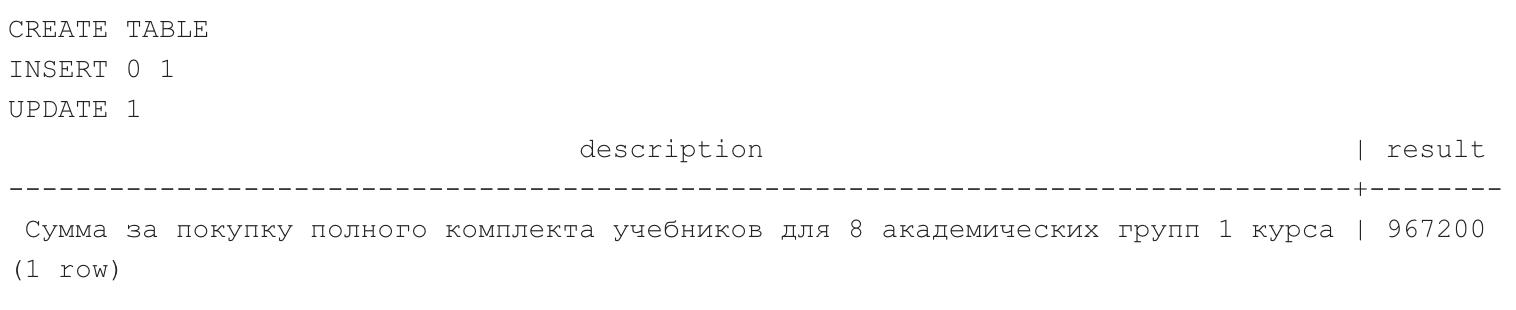 CREATE TABLE
INSERT 0 1
UPDATE 1
description | result
--------------------------------------------------------------------------------+--------
Сумма за покупку полного комплекта учебников для 8 академических групп 1 курса | 967200
(1 row)